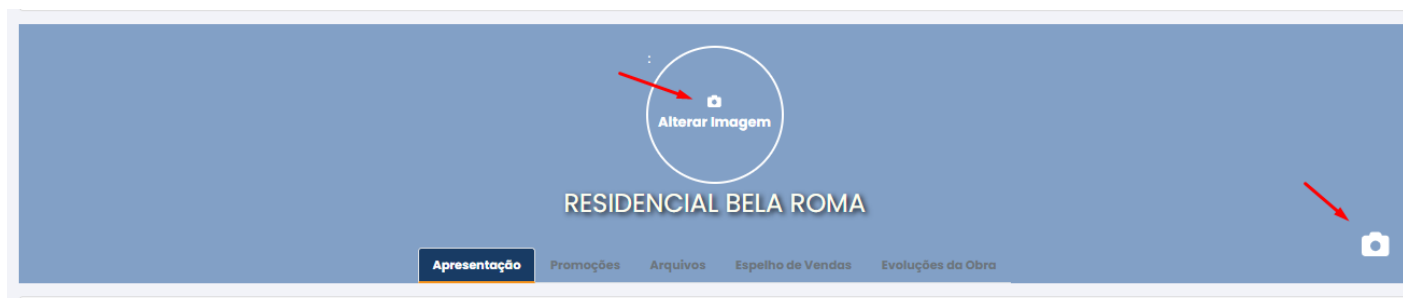 :
Alterar Imagem
RESIDENCIAL BELA ROMA
Apresentação Promoções Arquivos Espelho de Vendas Evoluções da Obra